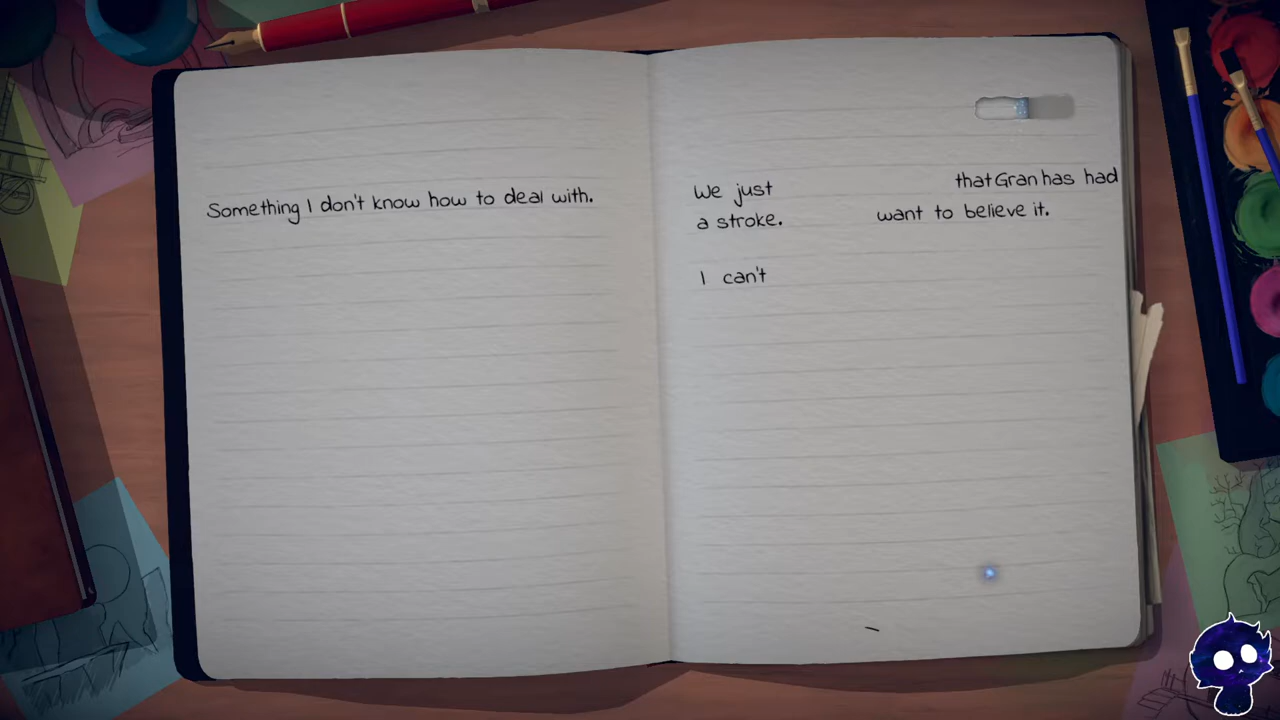 Something I don't know how to deal with.
We just that Gran has had
a stroke. want to believe it.
I can't